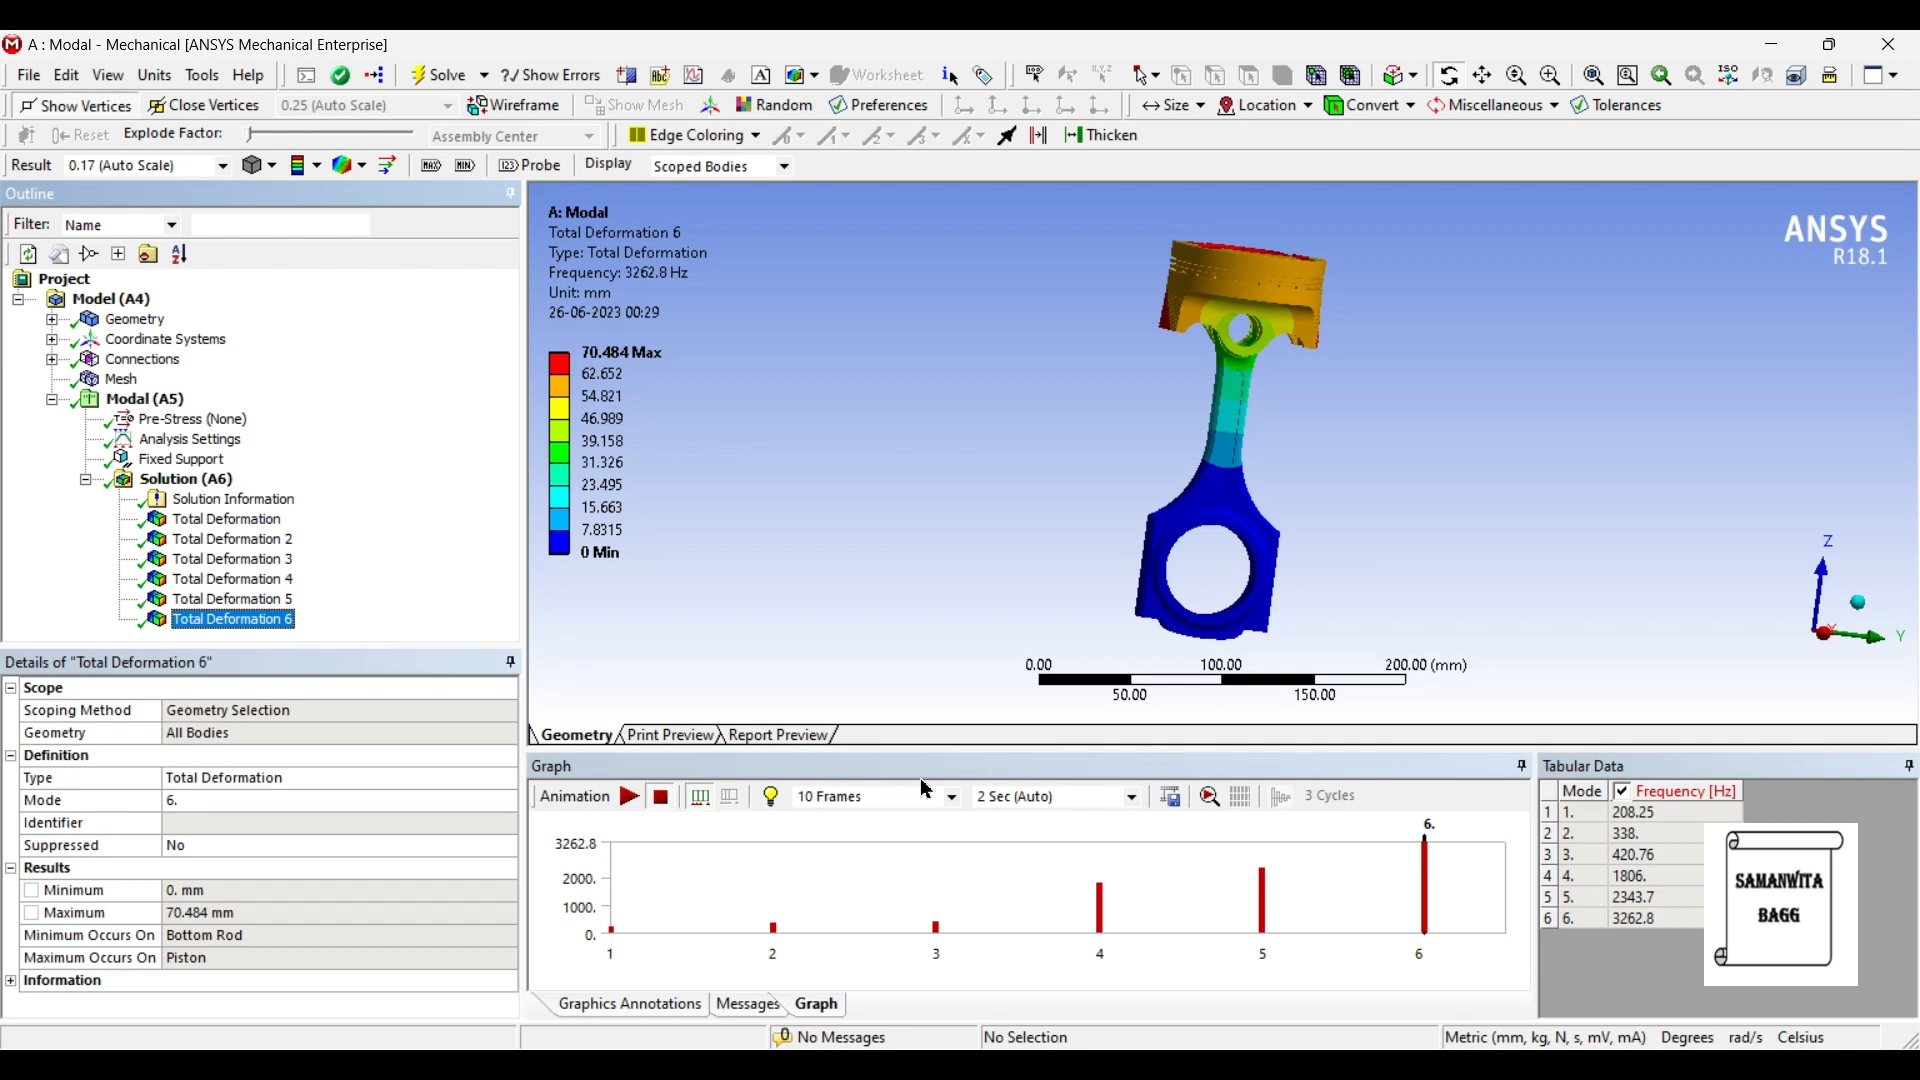 A : Modal - Mechanical [ANSYS Mechanical Enterprise]
File Edit View Units Tools Help Solve ?/ Show Errors Worksheet
Show Vertices Close Vertices 0.25 (Auto Scale) Wireframe Show Mesh Random Preferences Size Location Convert Miscellaneous Tolerances
Reset Explode Factor: Assembly Center Edge Coloring Thicken
Result 0.17 (Auto Scale) MAX MIN Probe Display Scoped Bodies
Outline
Filter: Name
Project
Model (A4)
Geometry
Coordinate Systems
Connections
Mesh
Modal (A5)
Pre-Stress (None)
Analysis Settings
Fixed Support
Solution (A6)
Solution Information
Total Deformation
Total Deformation 2
Total Deformation 3
Total Deformation 4
Total Deformation 5
Total Deformation 6
Details of "Total Deformation 6"
Scope
Scoping Method Geometry Selection
Geometry All Bodies
Definition
Type Total Deformation
Mode 6.
Identifier
Suppressed No
Results
Minimum 0. mm
Maximum 70.484 mm
Minimum Occurs On Bottom Rod
Maximum Occurs On Piston
Information
A: Modal
Total Deformation 6
Type: Total Deformation
Frequency: 3262.8 Hz
Unit: mm
26-06-2023 00:29
70.484 Max
62.652
54.821
46.989
39.158
31.326
23.495
15.663
7.8315
0 Min
ANSYS
R18.1
Z
Y
X
0.00 100.00 200.00 (mm)
50.00 150.00
Geometry Print Preview Report Preview
Graph
Animation 10 Frames 2 Sec (Auto) 3 Cycles
6.
3262.8
2000.
1000.
0.
1 2 3 4 5 6
Graphics Annotations Messages Graph
Tabular Data
Mode Frequency [Hz]
1 1. 208.25
2 2. 338.
3 3. 420.76
4 4. 1806.
5 5. 2343.7
6 6. 3262.8
SAMANWITA
BAGG
No Messages No Selection Metric (mm, kg, N, s, mV, mA) Degrees rad/s Celsius